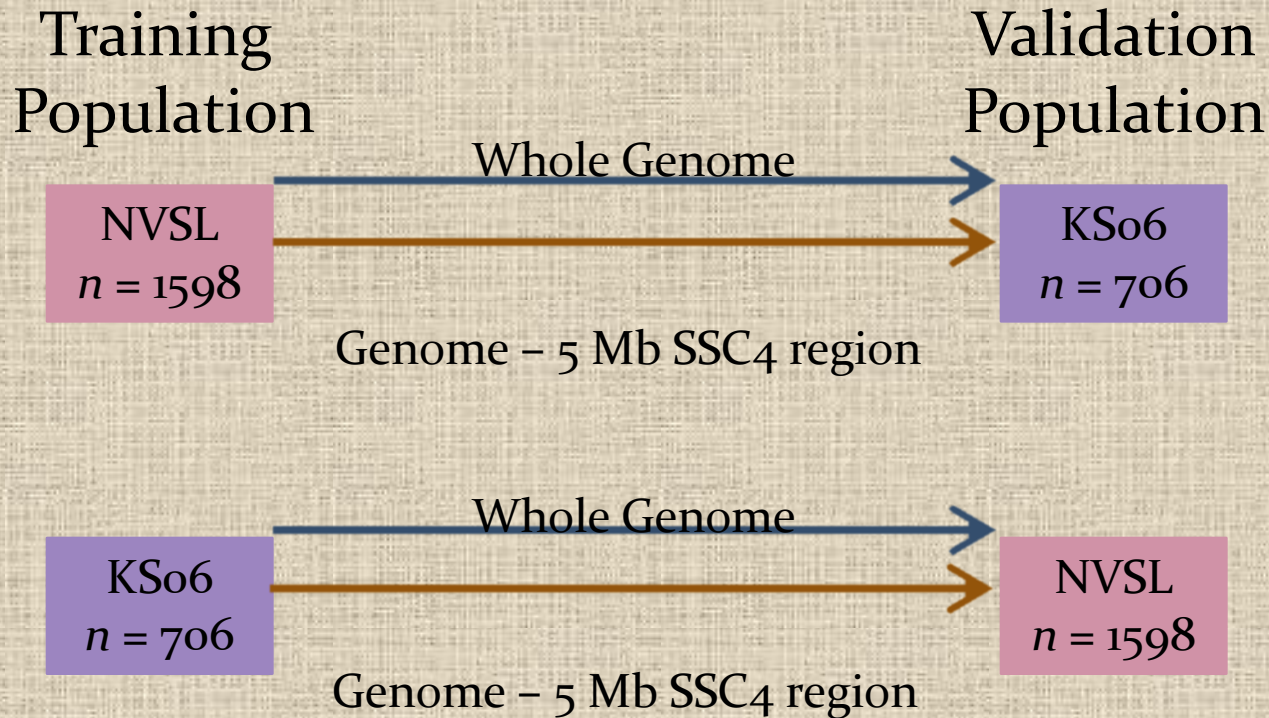 Training
Population
Validation
Population
Whole Genome
NVSL
n = 1598
KS06
n = 706
Genome – 5 Mb SSC4 region
Whole Genome
KS06
n = 706
NVSL
n = 1598
Genome – 5 Mb SSC4 region